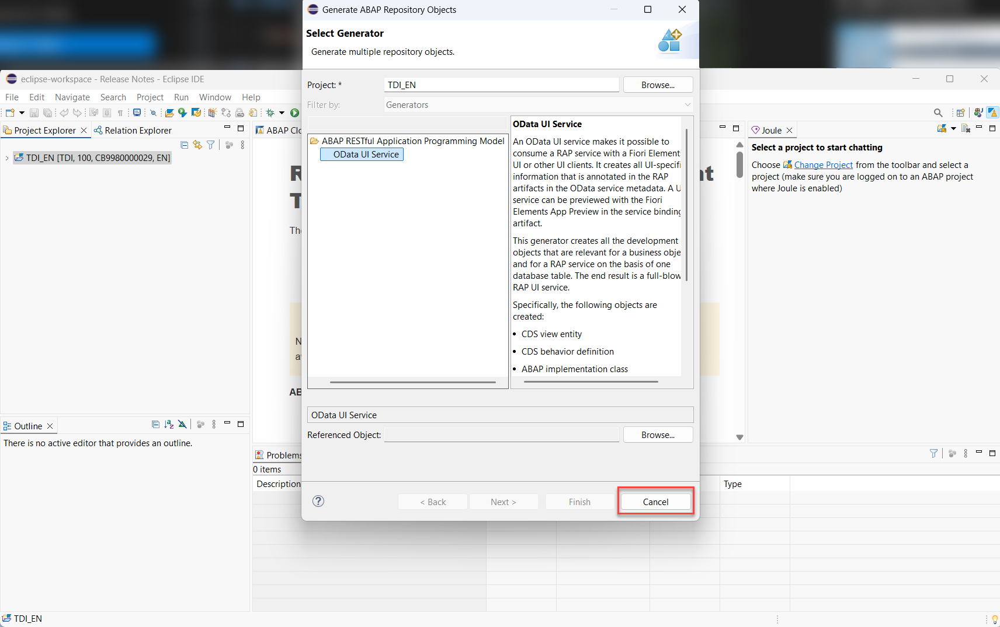 Generate ABAP Repository Objects
Select Generator
Generate multiple repository objects.
eclipse-workspace - Release Notes - Eclipse IDE
File Edit Navigate Search Project Run Window Help
Project: *
TDI_EN
Browse...
Filter by:
Generators
Project Explorer
Relation Explorer
TDI_EN [TDI, 100, CB9980000029, EN]
ABAP Clo
R
T
The
N
a
AB
nt
ABAP RESTful Application Programming Model
OData UI Service
OData UI Service
An OData UI service makes it possible to
consume a RAP service with a Fiori Element
UI or other UI clients. It creates all UI-specifi
information that is annotated in the RAP
artifacts in the OData service metadata. A U
service can be previewed with the Fiori
Elements App Preview in the service binding
artifact.
This generator creates all the development
objects that are relevant for a business obje
and for a RAP service on the basis of one
database table. The end result is a full-blow
RAP UI service.
Specifically, the following objects are
created:
• CDS view entity
• CDS behavior definition
• ABAP implementation class
OData UI Service
Referenced Object:
Browse...
< Back
Next >
Finish
Cancel
Joule
Select a project to start chatting
Choose Change Project from the toolbar and select a
project (make sure you are logged on to an ABAP project
where Joule is enabled)
Outline
There is no active editor that provides an outline.
Problems
0 items
Description
Type
TDI_EN